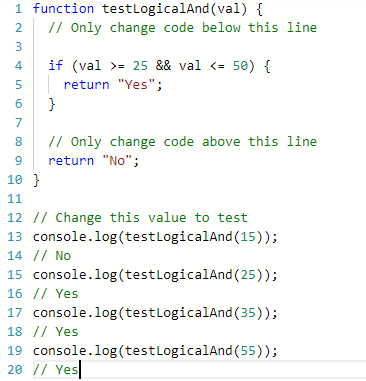 1 function testLogicalAnd(val) {
2 // Only change code below this line
3
4 if (val >= 25 && val <= 50) {
5 return "Yes";
6 }
7
8 // Only change code above this line
9 return "No";
10 }
11
12 // Change this value to test
13 console.log(testLogicalAnd(15));
14 // No
15 console.log(testLogicalAnd(25));
16 // Yes
17 console.log(testLogicalAnd(35));
18 // Yes
19 console.log(testLogicalAnd(55));
20 // Yes